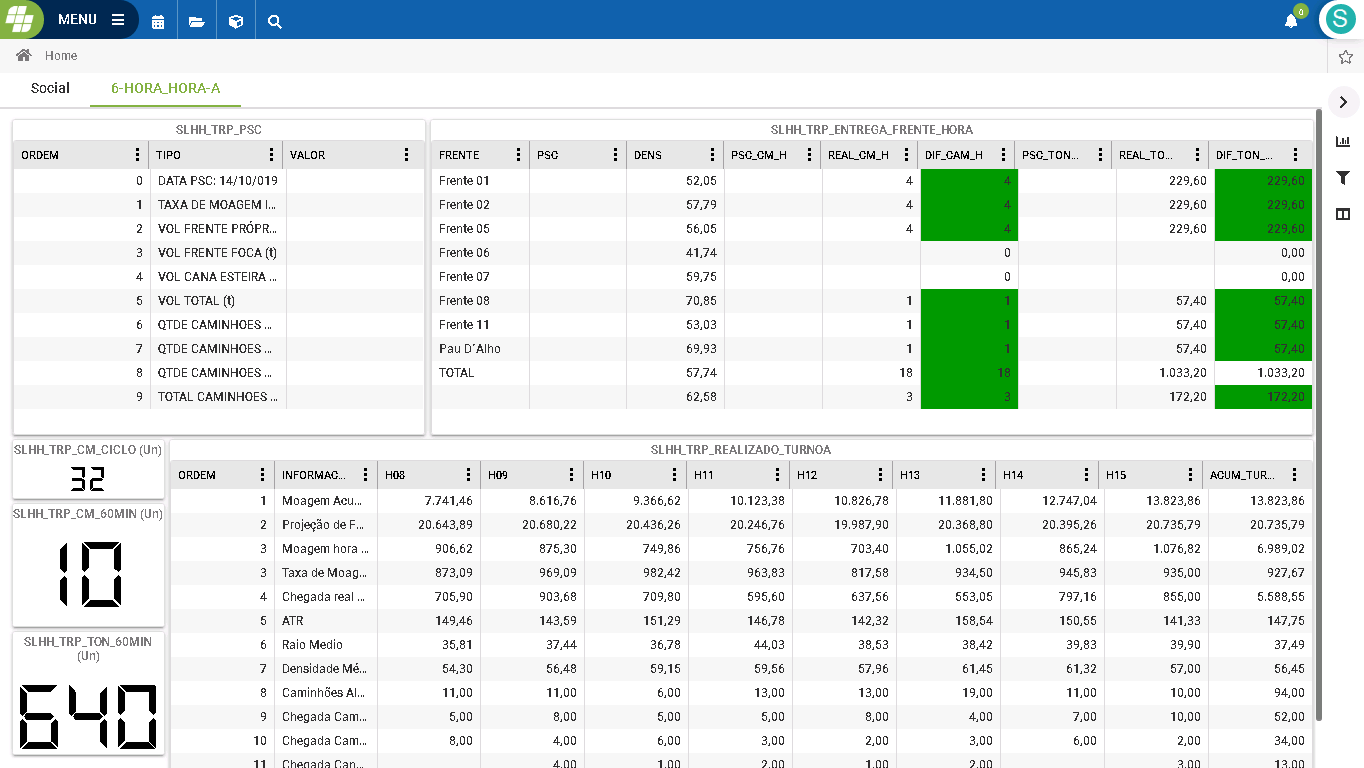 MENU
0
S
Home
Social 6-HORA_HORA-A
SLHH_TRP_PSC
ORDEM TIPO VALOR
0 DATA PSC: 14/10/019
1 TAXA DE MOAGEM I...
2 VOL FRENTE PRÓPR...
3 VOL FRENTE FOCA (t)
4 VOL CANA ESTEIRA ...
5 VOL TOTAL (t)
6 QTDE CAMINHOES ...
7 QTDE CAMINHOES ...
8 QTDE CAMINHOES ...
9 TOTAL CAMINHOES ...
SLHH_TRP_ENTREGA_FRENTE_HORA
FRENTE PSC DENS PSC_CM_H REAL_CM_H DIF_CAM_H PSC_TON... REAL_TO... DIF_TON_...
Frente 01 52,05 4 4 229,60 229,60
Frente 02 57,79 4 4 229,60 229,60
Frente 05 56,05 4 4 229,60 229,60
Frente 06 41,74 0 0,00
Frente 07 59,75 0 0,00
Frente 08 70,85 1 1 57,40 57,40
Frente 11 53,03 1 1 57,40 57,40
Pau D´Alho 69,93 1 1 57,40 57,40
TOTAL 57,74 18 18 1.033,20 1.033,20
62,58 3 3 172,20 172,20
SLHH_TRP_CM_CICLO (Un)
32
SLHH_TRP_CM_60MIN (Un)
10
SLHH_TRP_TON_60MIN
(Un)
640
SLHH_TRP_REALIZADO_TURNOA
ORDEM INFORMAC... H08 H09 H10 H11 H12 H13 H14 H15 ACUM_TUR...
1 Moagem Acu... 7.741,46 8.616,76 9.366,62 10.123,38 10.826,78 11.881,80 12.747,04 13.823,86 13.823,86
2 Projeção de F... 20.643,89 20.680,22 20.436,26 20.246,76 19.987,90 20.368,80 20.395,26 20.735,79 20.735,79
3 Moagem hora ... 906,62 875,30 749,86 756,76 703,40 1.055,02 865,24 1.076,82 6.989,02
3 Taxa de Moag... 873,09 969,09 982,42 963,83 817,58 934,50 945,83 935,00 927,67
4 Chegada real ... 705,90 903,68 709,80 595,60 637,56 553,05 797,16 855,00 5.588,55
5 ATR 149,46 143,59 151,29 146,78 142,32 158,54 150,55 141,33 147,75
6 Raio Medio 35,81 37,44 36,78 44,03 38,53 38,42 39,83 39,90 37,49
7 Densidade Mé... 54,30 56,48 59,15 59,56 57,96 61,45 61,32 57,00 56,45
8 Caminhões Al... 11,00 11,00 6,00 13,00 13,00 19,00 11,00 10,00 94,00
9 Chegada Cam... 5,00 8,00 5,00 5,00 8,00 4,00 7,00 10,00 52,00
10 Chegada Cam... 8,00 4,00 6,00 3,00 2,00 3,00 6,00 2,00 34,00
11 Chegada Can... 4,00 1,00 2,00 1,00 2,00 3,00 13,00